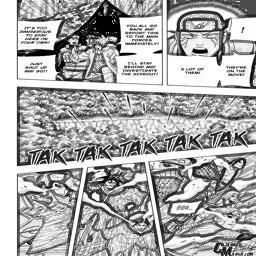 IT'S TOO
DANGEROUS
TO STAY
HERE ON
YOUR OWN!
YOU ALL GO
BACK AND
REPORT THIS
TO THE MAIN
FORCES
IMMEDIATELY!
JUST
SHUT UP
AND GO!!
I'LL STAY
BEHIND AND
INVESTIGATE
THE HIDEOUT!
!
A LOT OF
THEM!
THEY'RE
ON THE
MOVE!
TAK TAK TAK TAK TAK